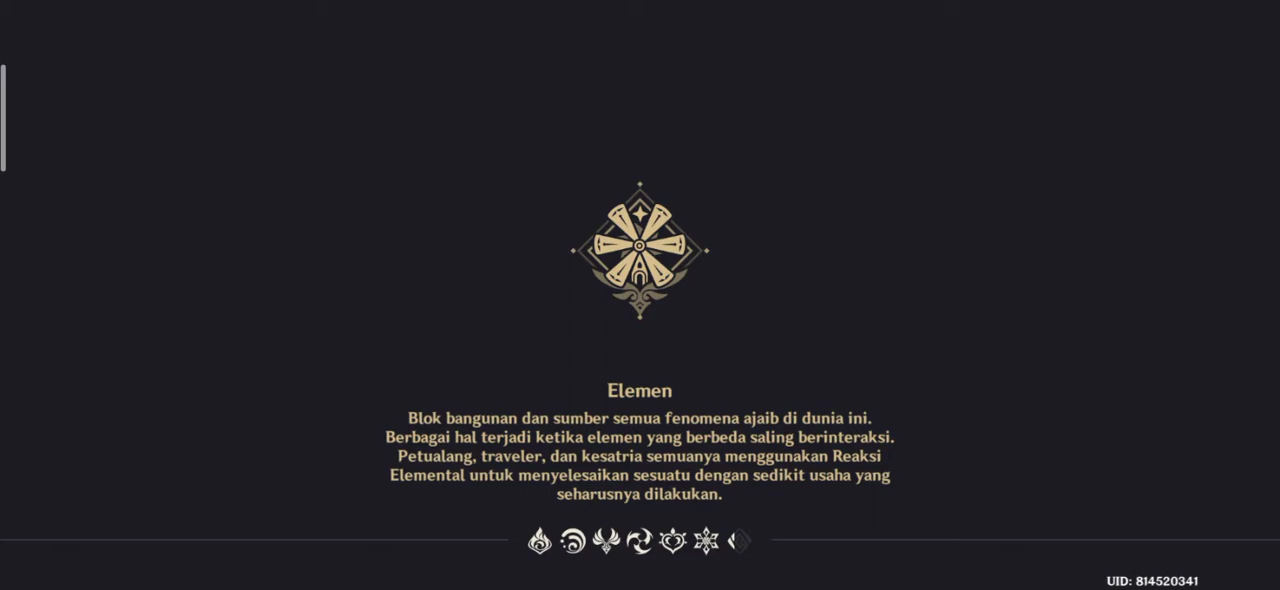 Elemen
Blok bangunan dan sumber semua fenomena ajaib di dunia ini.
Berbagai hal terjadi ketika elemen yang berbeda saling berinteraksi.
Petualang, traveler, dan kesatria semuanya menggunakan Reaksi
Elemental untuk menyelesaikan sesuatu dengan sedikit usaha yang
seharusnya dilakukan.
UID: 814520341